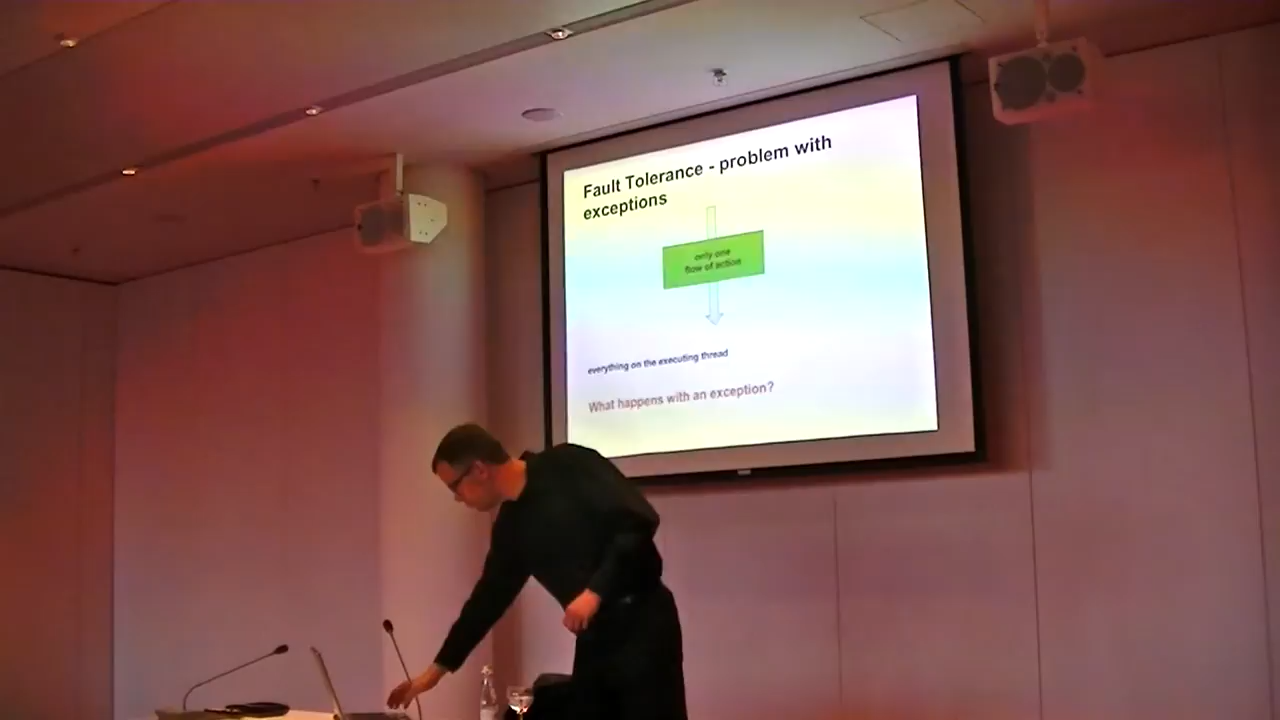 Fault Tolerance - problem with
exceptions
only one
flow of action
everything on the executing thread
What happens with an exception?